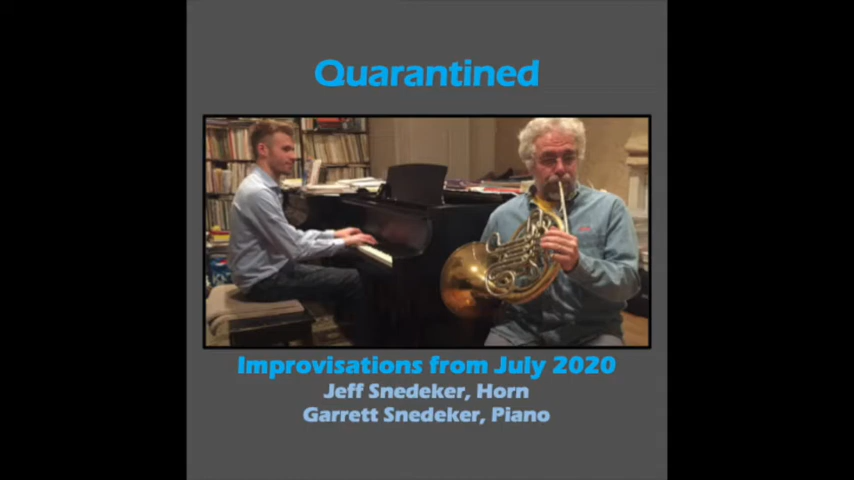 Quarantined
Improvisations from July 2020
Jeff Snedeker, Horn
Garrett Snedeker, Piano